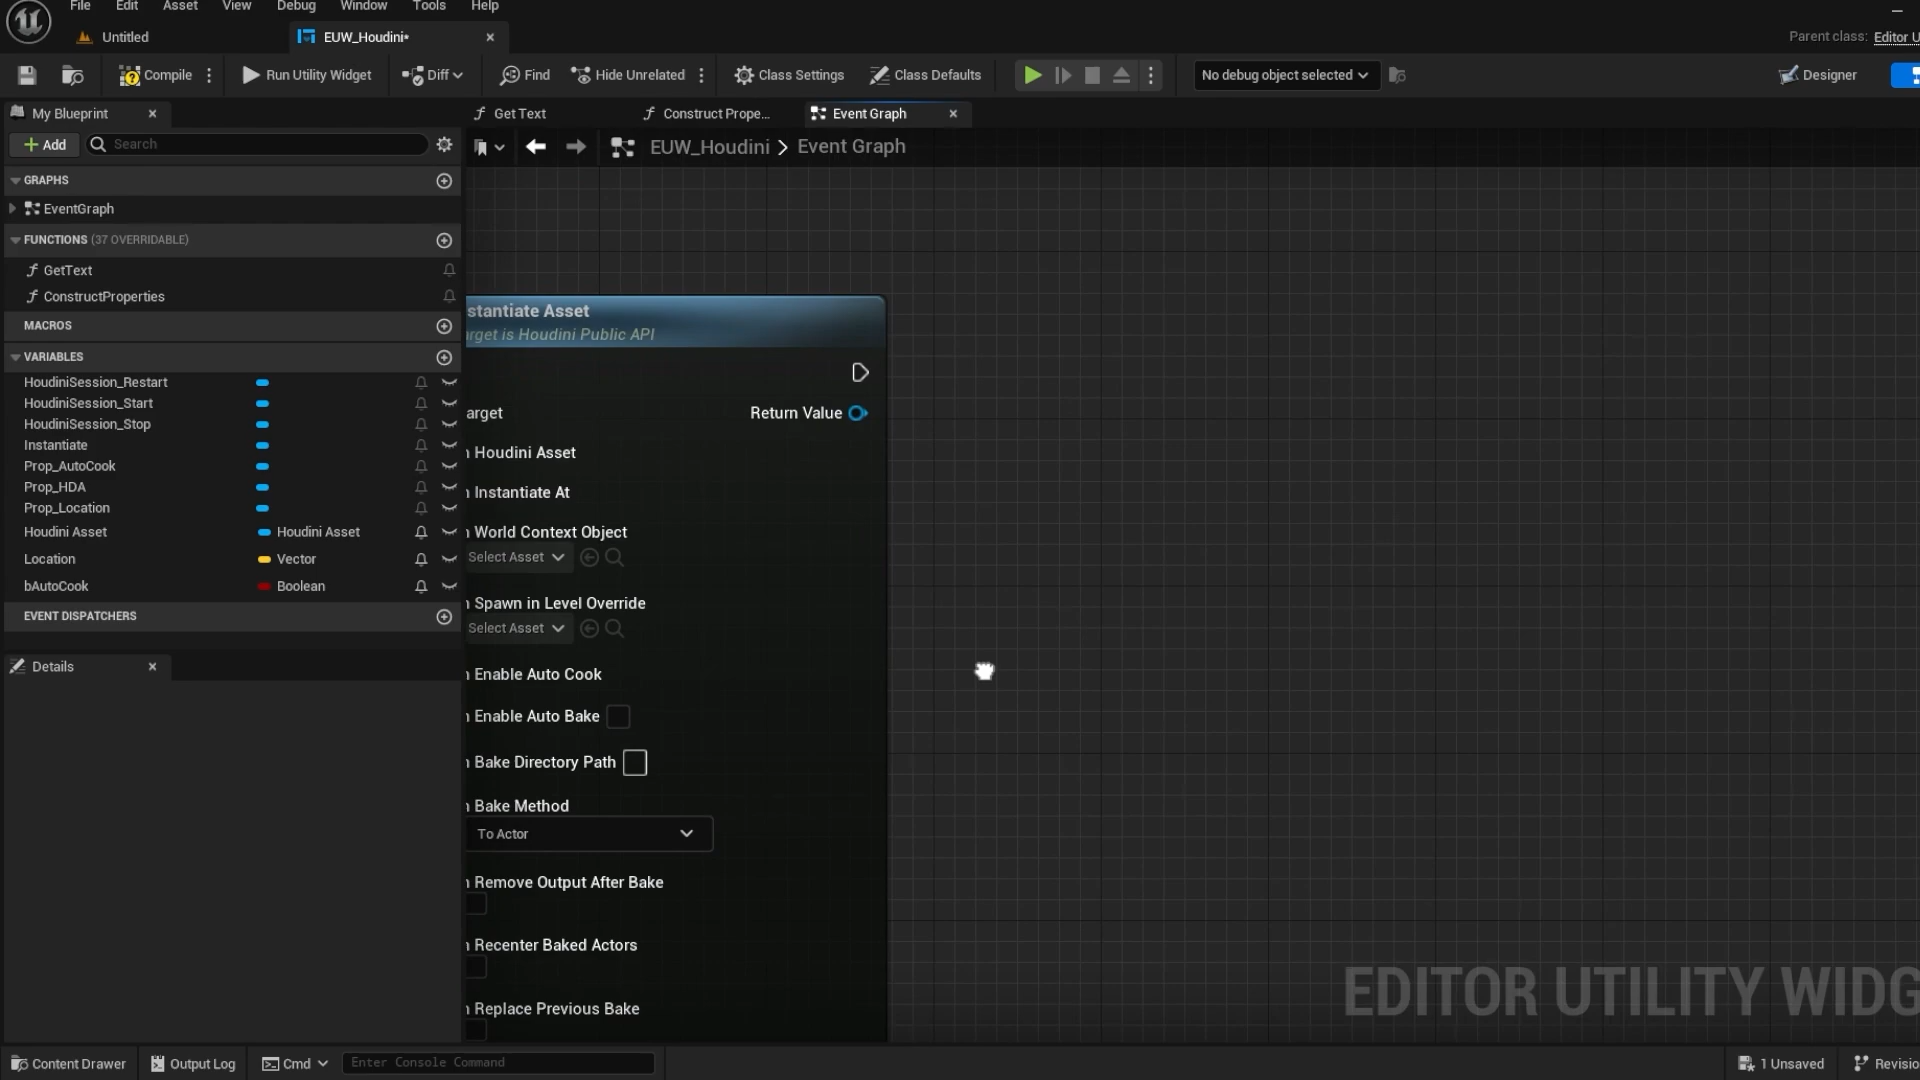 File Edit Asset View Debug Window Tools Help
Untitled EUW_Houdini*
Parent class: Editor U
Compile Run Utility Widget Diff Find Hide Unrelated Class Settings Class Defaults No debug object selected Designer
My Blueprint Get Text Construct Prope... Event Graph
Add Search EUW_Houdini > Event Graph
GRAPHS
EventGraph
FUNCTIONS (37 OVERRIDABLE)
GetText
ConstructProperties
MACROS
VARIABLES
HoudiniSession_Restart
HoudiniSession_Start
HoudiniSession_Stop
Instantiate
Prop_AutoCook
Prop_HDA
Prop_Location
Houdini Asset Houdini Asset
Location Vector
bAutoCook Boolean
EVENT DISPATCHERS
Details
stantiate Asset
arget is Houdini Public API
arget Return Value
n Houdini Asset
n Instantiate At
n World Context Object
Select Asset
n Spawn in Level Override
Select Asset
n Enable Auto Cook
n Enable Auto Bake
n Bake Directory Path
n Bake Method
To Actor
n Remove Output After Bake
n Recenter Baked Actors
n Replace Previous Bake
EDITOR UTILITY WIDG
Content Drawer Output Log Cmd Enter Console Command 1 Unsaved Revisio